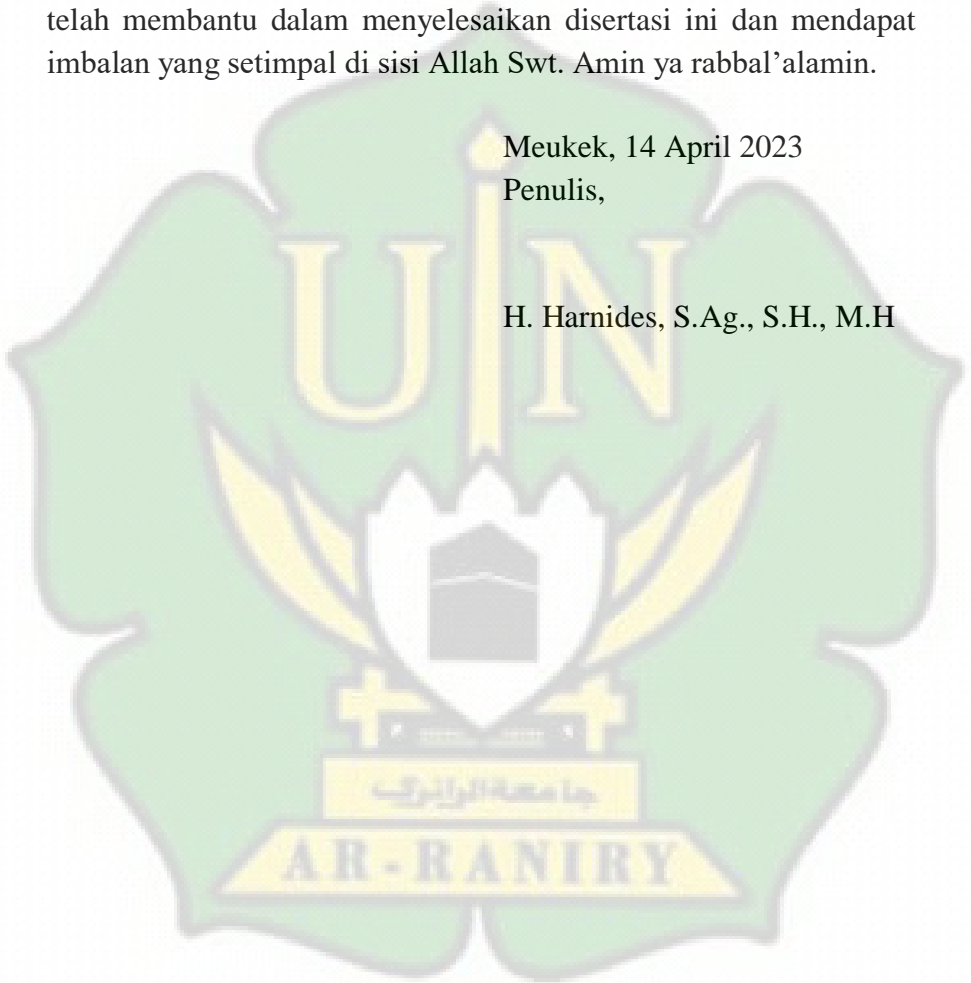 telah membantu dalam menyelesaikan disertasi ini dan mendapat
imbalan yang setimpal di sisi Allah Swt. Amin ya rabbal’alamin.
Meukek, 14 April 2023
Penulis,
H. Harnides, S.Ag., S.H., M.H
UIN
جامعةالرانري
AR-RANIRY